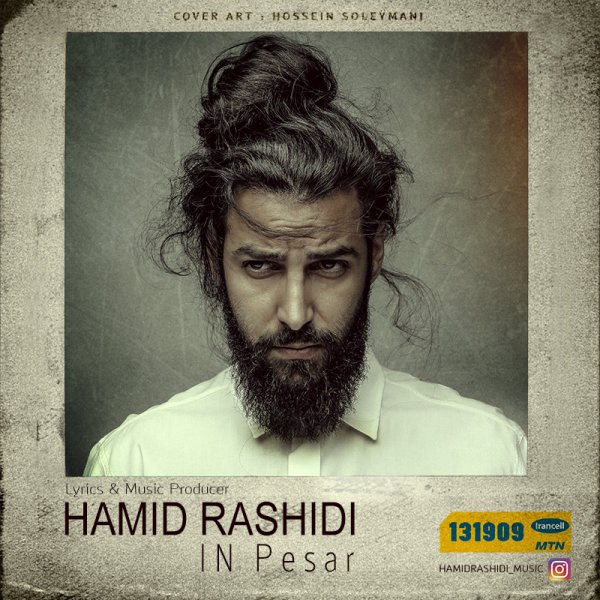 COVER ART : HOSSEIN SOLEYMANI
Lyrics & Music Producer
HAMID RASHIDI
IN Pesar
131909
Irancell
MTN
HAMIDRASHIDI_MUSIC